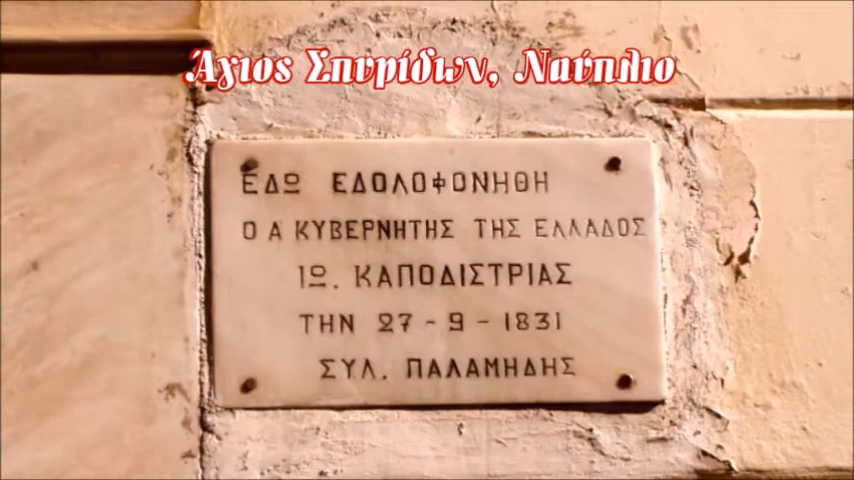 Άγιος Σπυρίδων, Ναύπλιο
ΕΔΩ ΕΔΟΛΟΦΟΝΗΘΗ
Ο Α ΚΥΒΕΡΝΗΤΗΣ ΤΗΣ ΕΛΛΑΔΟΣ
ΙΩ. ΚΑΠΟΔΙΣΤΡΙΑΣ
ΤΗΝ 27-9-1831
ΣΥΛ. ΠΑΛΑΜΗΔΗΣ